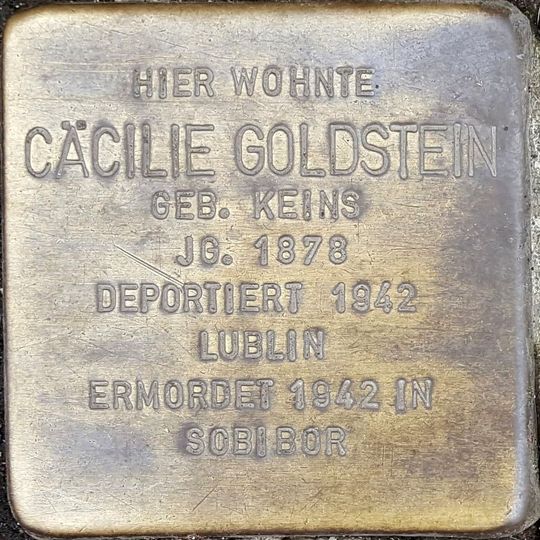 HIER WOHNTE
CÄCILIE GOLDSTEIN
GEB. KEINS
JG. 1878
DEPORTIERT 1942
LUBLIN
ERMORDET 1942 IN
SOBIBOR